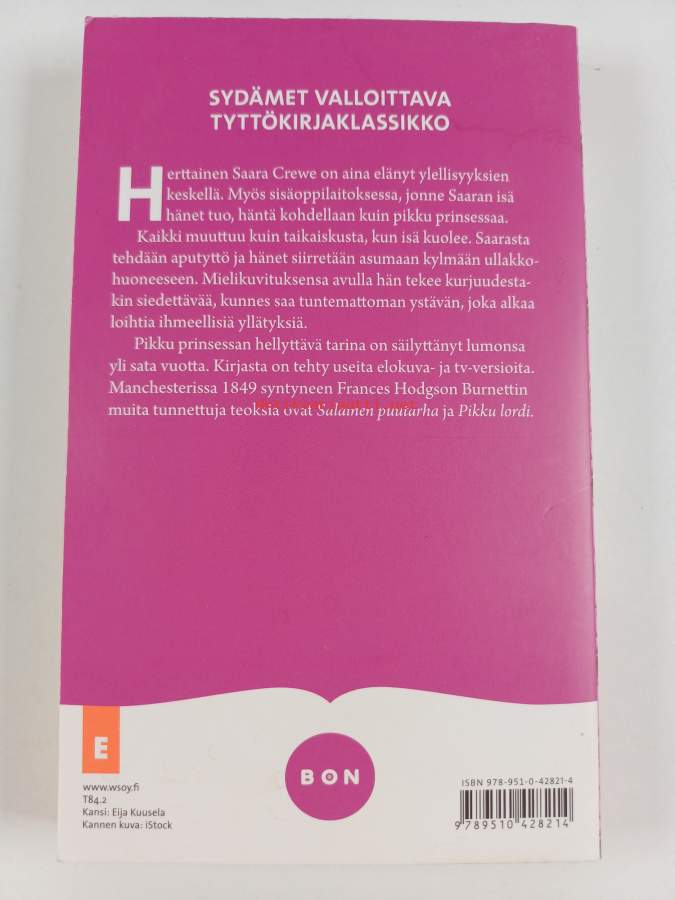 SYDÄMET VALLOITTAVA
TYTTÖKIRJAKLASSIKKO
Herttainen Saara Crewe on aina elänyt ylellisyyksien
keskellä. Myös sisäoppilaitoksessa, jonne Saaran isä
hänet tuo, häntä kohdellaan kuin pikku prinsessaa.
Kaikki muuttuu kuin taikaiskusta, kun isä kuolee. Saarasta
tehdään aputyttö ja hänet siirretään asumaan kylmään ullakko-
huoneeseen. Mielikuvituksensa avulla hän tekee kurjuudesta-
kin siedettävää, kunnes saa tuntemattoman ystävän, joka alkaa
loihtia ihmeellisiä yllätyksiä.
Pikku prinsessan hellyttävä tarina on säilyttänyt lumonsa
yli sata vuotta. Kirjasta on tehty useita elokuva- ja tv-versioita.
Manchesterissa 1849 syntyneen Frances Hodgson Burnettin
muita tunnettuja teoksia ovat Salainen puutarha ja Pikku lordi.
E
www.wsoy.fi
T84.2
Kansi: Eija Kuusela
Kannen kuva: iStock
BON
ISBN 978-951-0-42821-4
9 789510 428214